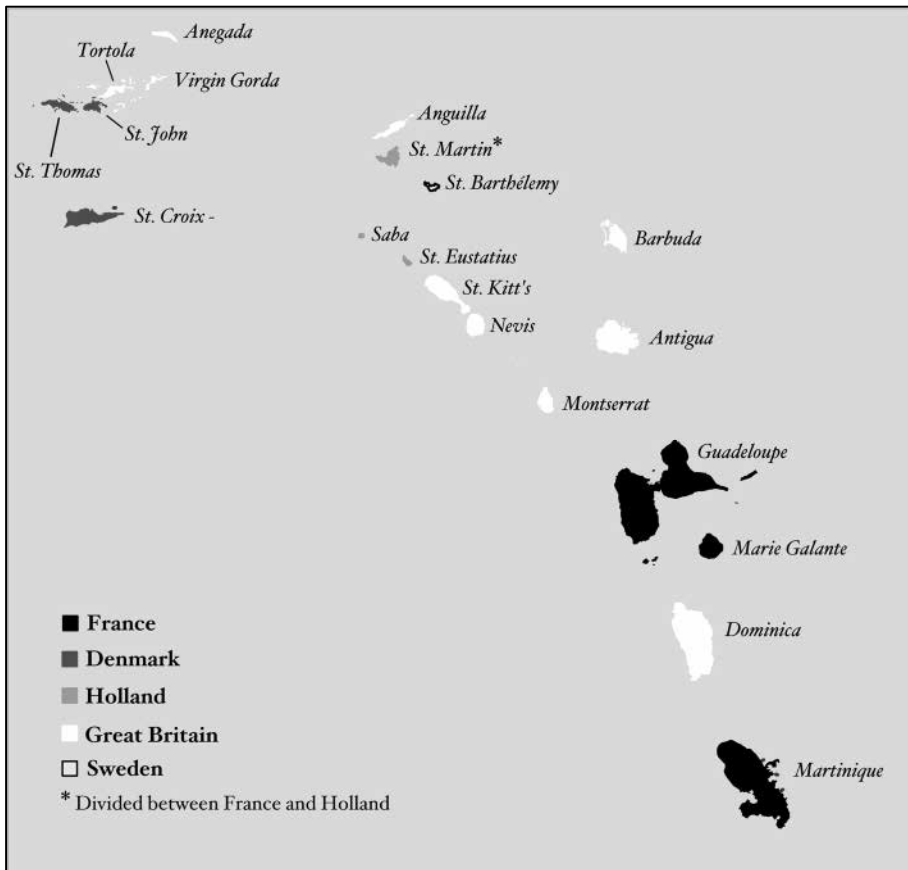 Anegada
Tortola
Virgin Gorda
St. John
St. Thomas
St. Croix -
Anguilla
St. Martin*
St. Barthélemy
Saba
St. Eustatius
St. Kitt's
Nevis
Barbuda
Antigua
Montserrat
Guadeloupe
Marie Galante
Dominica
Martinique
France
Denmark
Holland
Great Britain
Sweden
* Divided between France and Holland